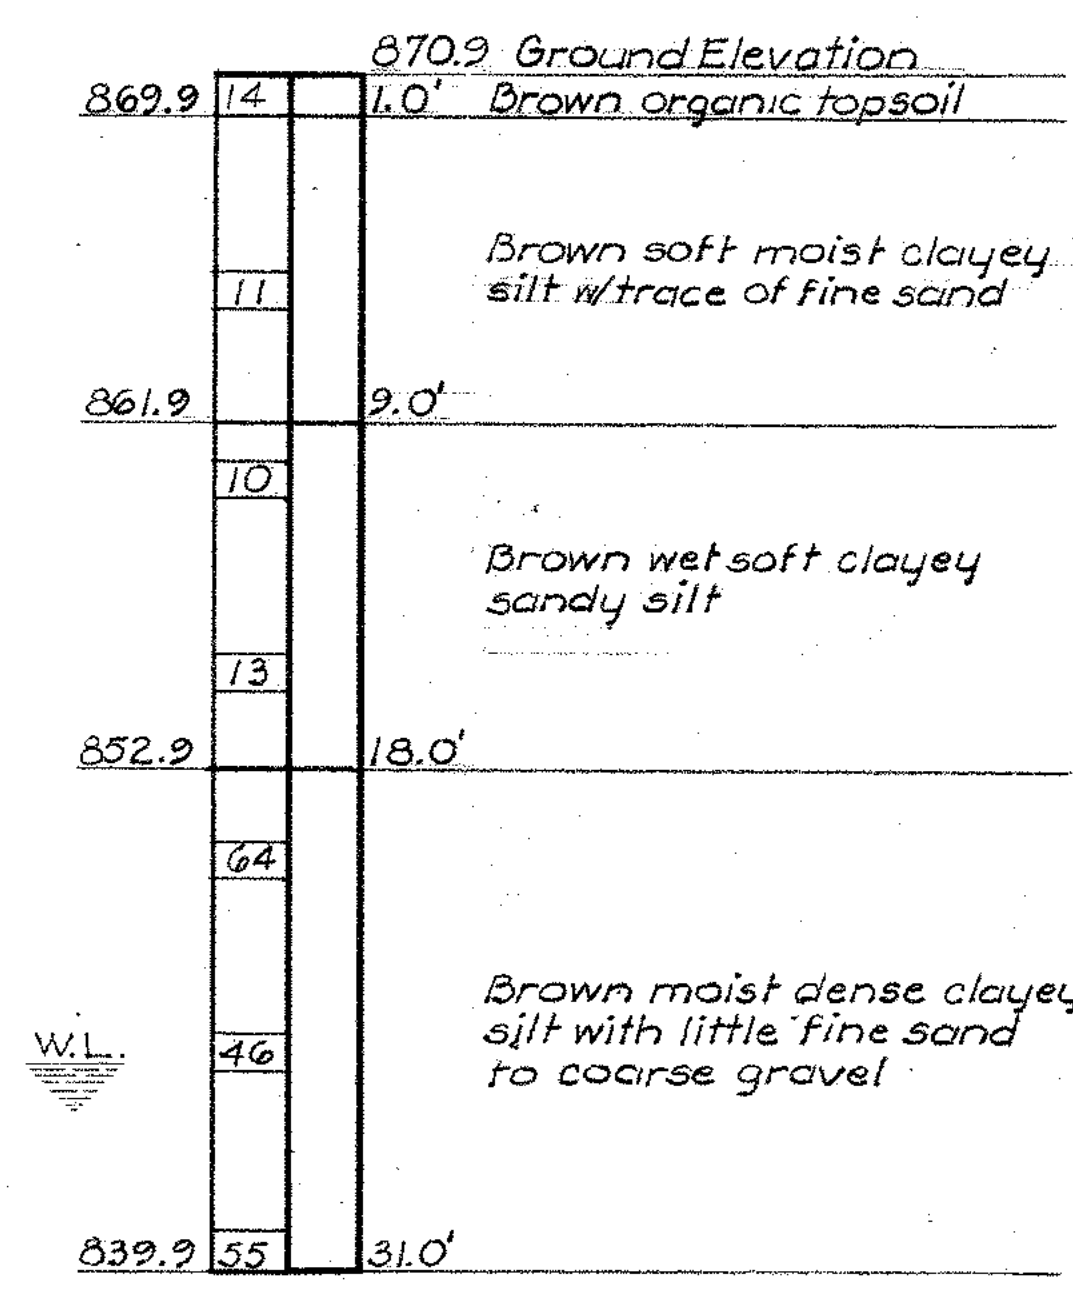 870.9 Ground Elevation
869.9 14 1.0' Brown organic topsoil
Brown soft moist clayey
silt w/trace of fine sand
11
861.9 9.0'
10
Brown wet soft clayey
sandy silt
13
852.9 18.0'
64
Brown moist dense clayey
silt with little fine sand
to coarse gravel
W.L.
46
839.9 55 31.0'